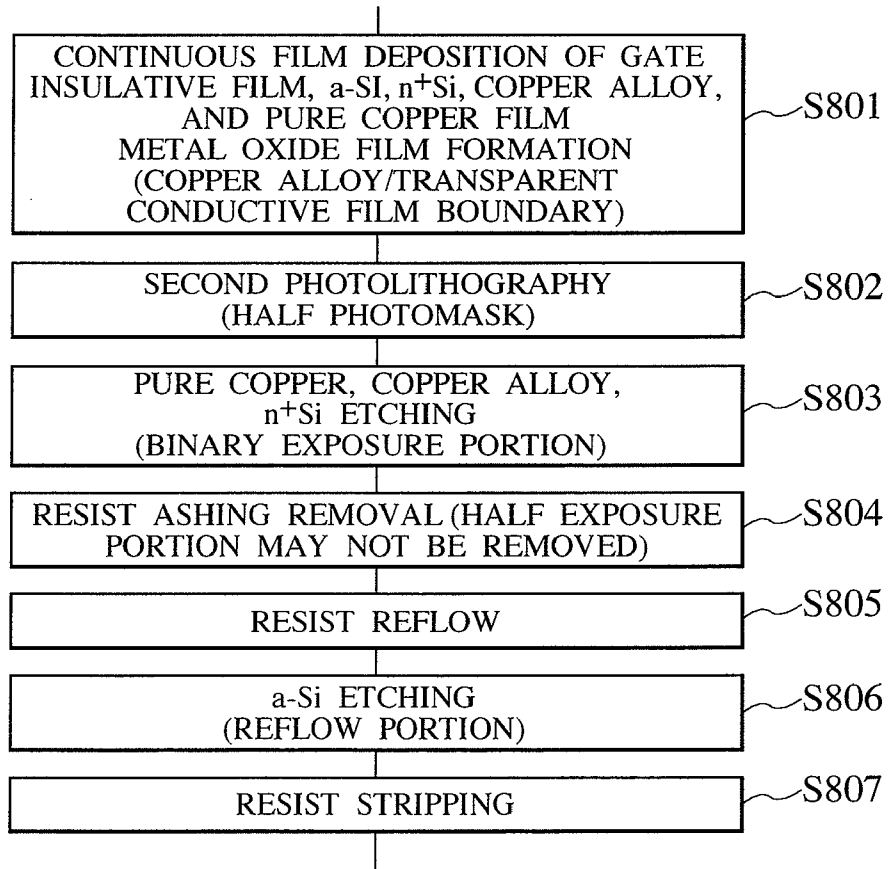 CONTINUOUS FILM DEPOSITION OF GATE
INSULATIVE FILM, a-SI, n+Si, COPPER ALLOY,
AND PURE COPPER FILM
METAL OXIDE FILM FORMATION
(COPPER ALLOY/TRANSPARENT
CONDUCTIVE FILM BOUNDARY)
S801
SECOND PHOTOLITHOGRAPHY
(HALF PHOTOMASK)
S802
PURE COPPER, COPPER ALLOY,
n+Si ETCHING
(BINARY EXPOSURE PORTION)
S803
RESIST ASHING REMOVAL (HALF EXPOSURE
PORTION MAY NOT BE REMOVED)
S804
RESIST REFLOW
S805
a-Si ETCHING
(REFLOW PORTION)
S806
RESIST STRIPPING
S807